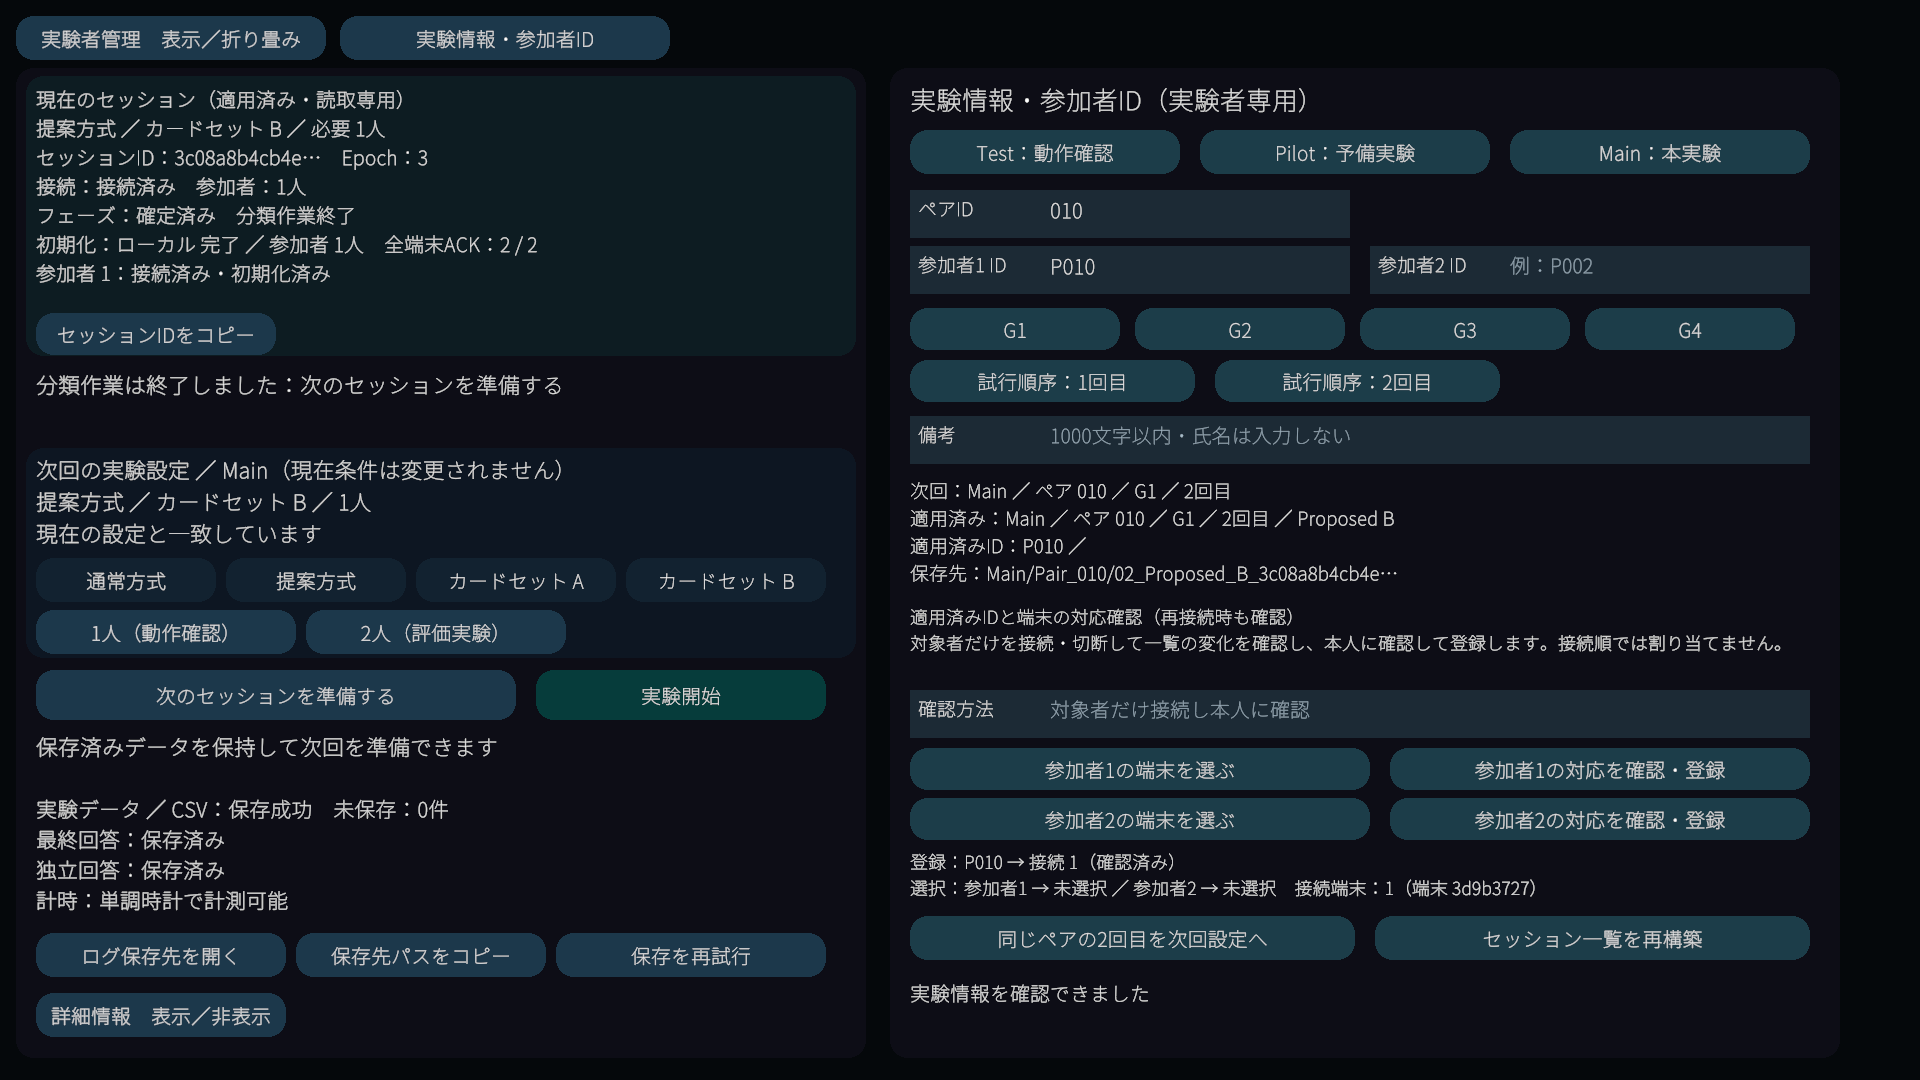 実験者管理　表示／折り畳み
実験情報・参加者ID
現在のセッション（適用済み・読取専用）
提案方式 ／ カードセット B ／ 必要 1人
セッションID：3c08a8b4cb4e…　Epoch：3
接続：接続済み　参加者：1人
フェーズ：確定済み　分類作業終了
初期化：ローカル 完了 ／ 参加者 1人　全端末ACK：2 / 2
参加者 1：接続済み・初期化済み
セッションIDをコピー
分類作業は終了しました：次のセッションを準備する
次回の実験設定 ／ Main（現在条件は変更されません）
提案方式 ／ カードセット B ／ 1人
現在の設定と一致しています
通常方式
提案方式
カードセット A
カードセット B
1人（動作確認）
2人（評価実験）
次のセッションを準備する
実験開始
保存済みデータを保持して次回を準備できます
実験データ ／ CSV：保存成功　未保存：0件
最終回答：保存済み
独立回答：保存済み
計時：単調時計で計測可能
ログ保存先を開く
保存先パスをコピー
保存を再試行
詳細情報　表示／非表示
実験情報・参加者ID（実験者専用）
Test：動作確認
Pilot：予備実験
Main：本実験
ペアID　010
参加者1 ID　P010
参加者2 ID　例：P002
G1
G2
G3
G4
試行順序：1回目
試行順序：2回目
備考　1000文字以内・氏名は入力しない
次回：Main ／ ペア 010 ／ G1 ／ 2回目
適用済み：Main ／ ペア 010 ／ G1 ／ 2回目 ／ Proposed B
適用済みID：P010 ／
保存先：Main/Pair_010/02_Proposed_B_3c08a8b4cb4e…
適用済みIDと端末の対応確認（再接続時も確認）
対象者だけを接続・切断して一覧の変化を確認し、本人に確認して登録します。接続順では割り当てません。
確認方法　対象者だけ接続し本人に確認
参加者1の端末を選ぶ
参加者1の対応を確認・登録
参加者2の端末を選ぶ
参加者2の対応を確認・登録
登録：P010 → 接続 1（確認済み）
選択：参加者1 → 未選択 ／ 参加者2 → 未選択　接続端末：1（端末 3d9b3727）
同じペアの2回目を次回設定へ
セッション一覧を再構築
実験情報を確認できました